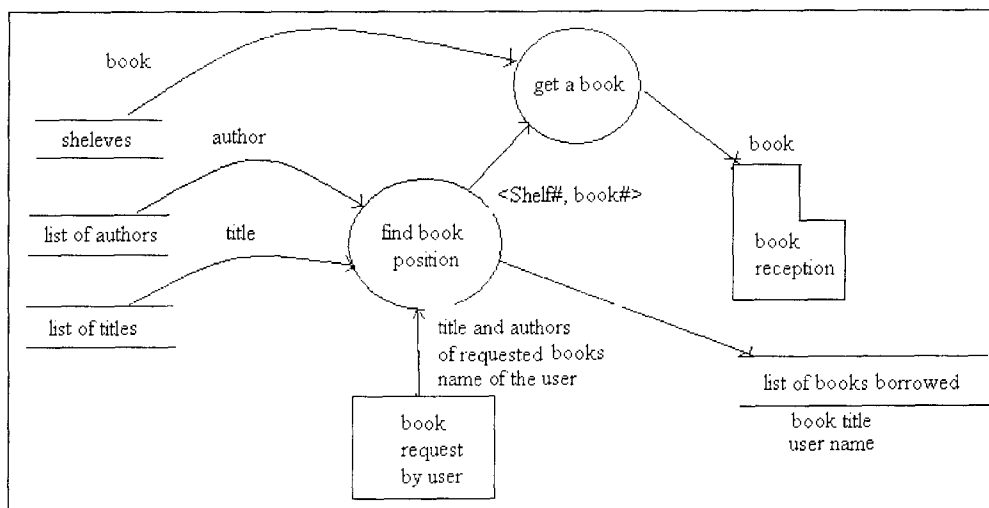 book
get a book
sheleves
author
book
<Shelf#, book#>
list of authors
title
find book
position
book
reception
list of titles
title and authors
of requested books
name of the user
list of books borrowed
book title
user name
book
request
by user